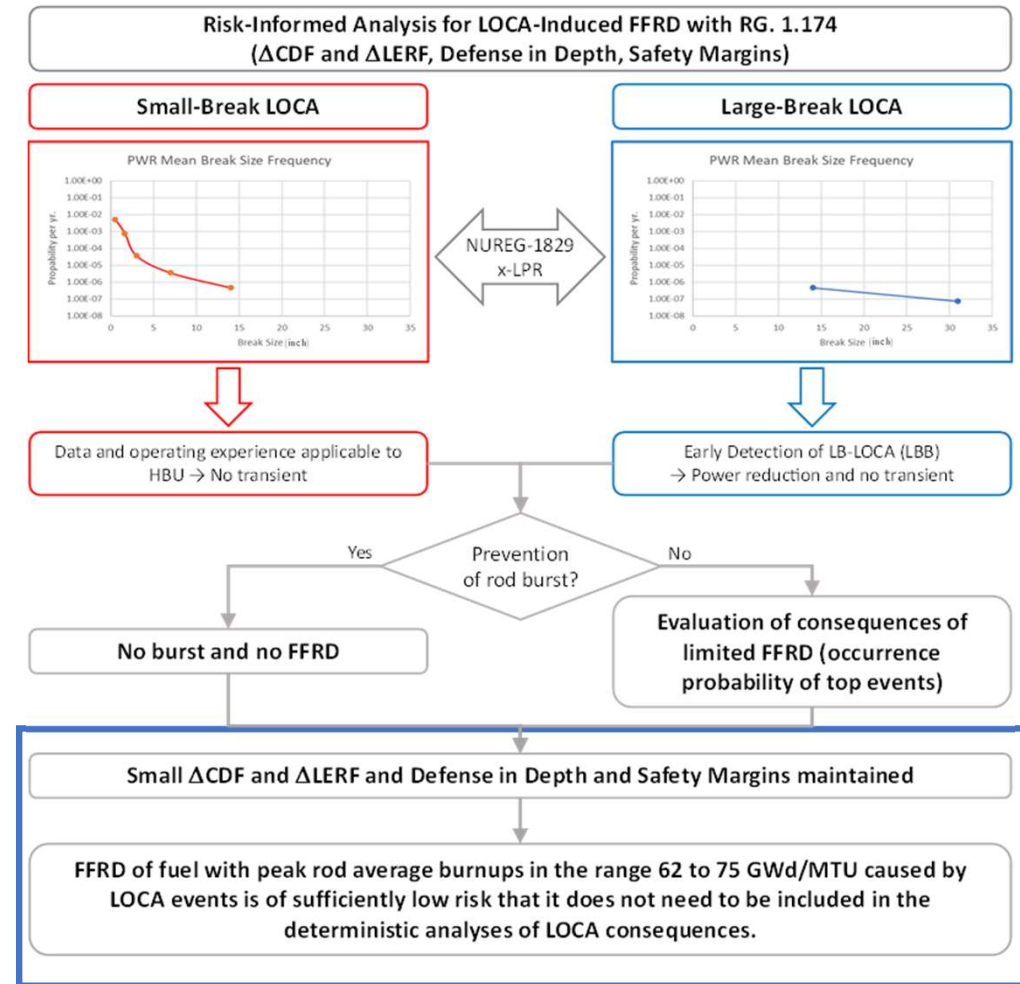 Risk-Informed Analysis for LOCA-Induced FFRD with RG. 1.174
(ΔCDF and ΔLERF, Defense in Depth, Safety Margins)
Small-Break LOCA
Large-Break LOCA
PWR Mean Break Size Frequency
1.00E+00
1.00E-01
1.00E-02
1.00E-03
1.00E-04
1.00E-05
1.00E-06
1.00E-07
1.00E-08
Propability per yr.
0 5 10 15 20 25 30 35
Break Size (inch)
NUREG-1829
x-LPR
PWR Mean Break Size Frequency
1.00E+00
1.00E-01
1.00E-02
1.00E-03
1.00E-04
1.00E-05
1.00E-06
1.00E-07
1.00E-08
Propability per yr.
0 5 10 15 20 25 30 35
Break Size (inch)
Data and operating experience applicable to
HBU → No transient
Early Detection of LB-LOCA (LBB)
→ Power reduction and no transient
Yes
Prevention
of rod burst?
No
No burst and no FFRD
Evaluation of consequences of
limited FFRD (occurrence
probability of top events)
Small ΔCDF and ΔLERF and Defense in Depth and Safety Margins maintained
FFRD of fuel with peak rod average burnups in the range 62 to 75 GWd/MTU caused by
LOCA events is of sufficiently low risk that it does not need to be included in the
deterministic analyses of LOCA consequences.